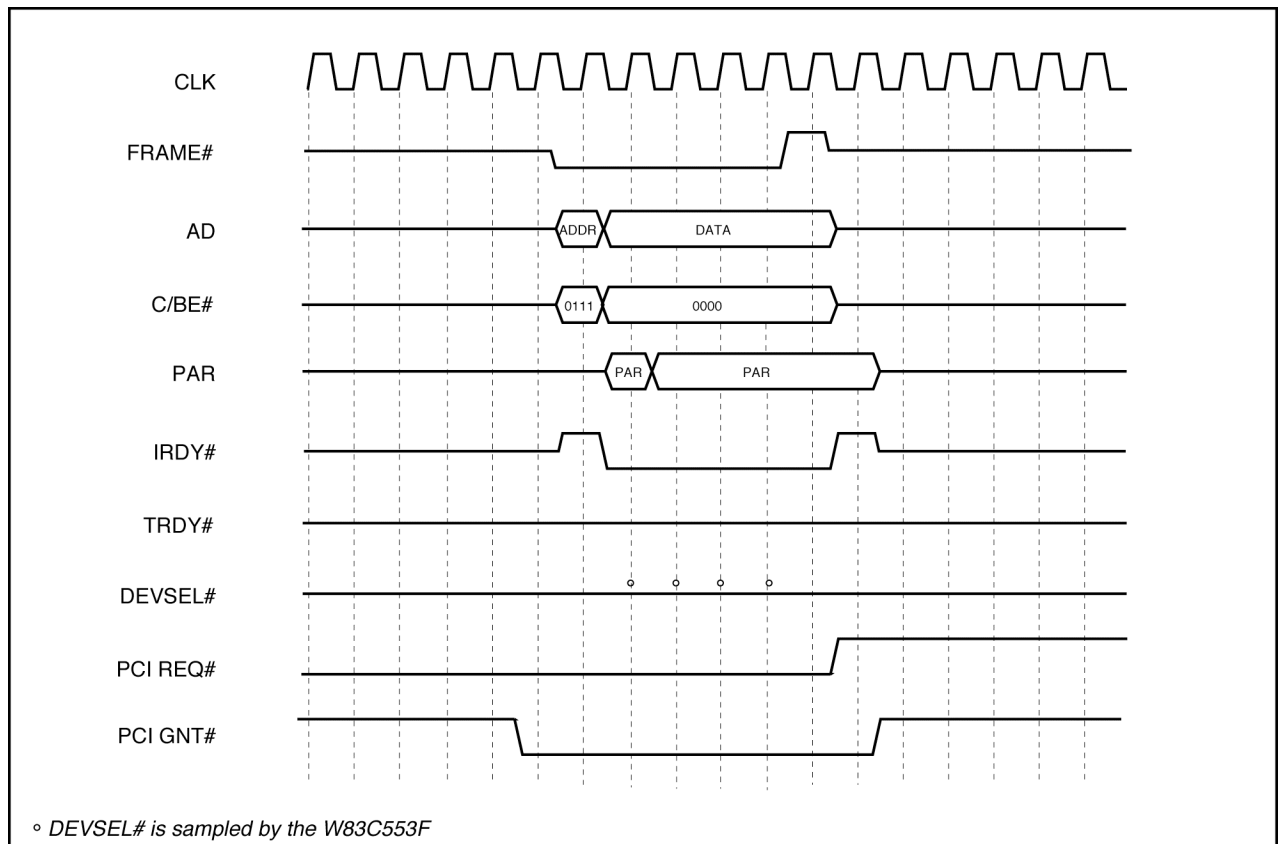 CLK
FRAME#
AD
ADDR DATA
C/BE#
0111 0000
PAR
PAR PAR
IRDY#
TRDY#
DEVSEL#
PCI REQ#
PCI GNT#
° DEVSEL# is sampled by the W83C553F